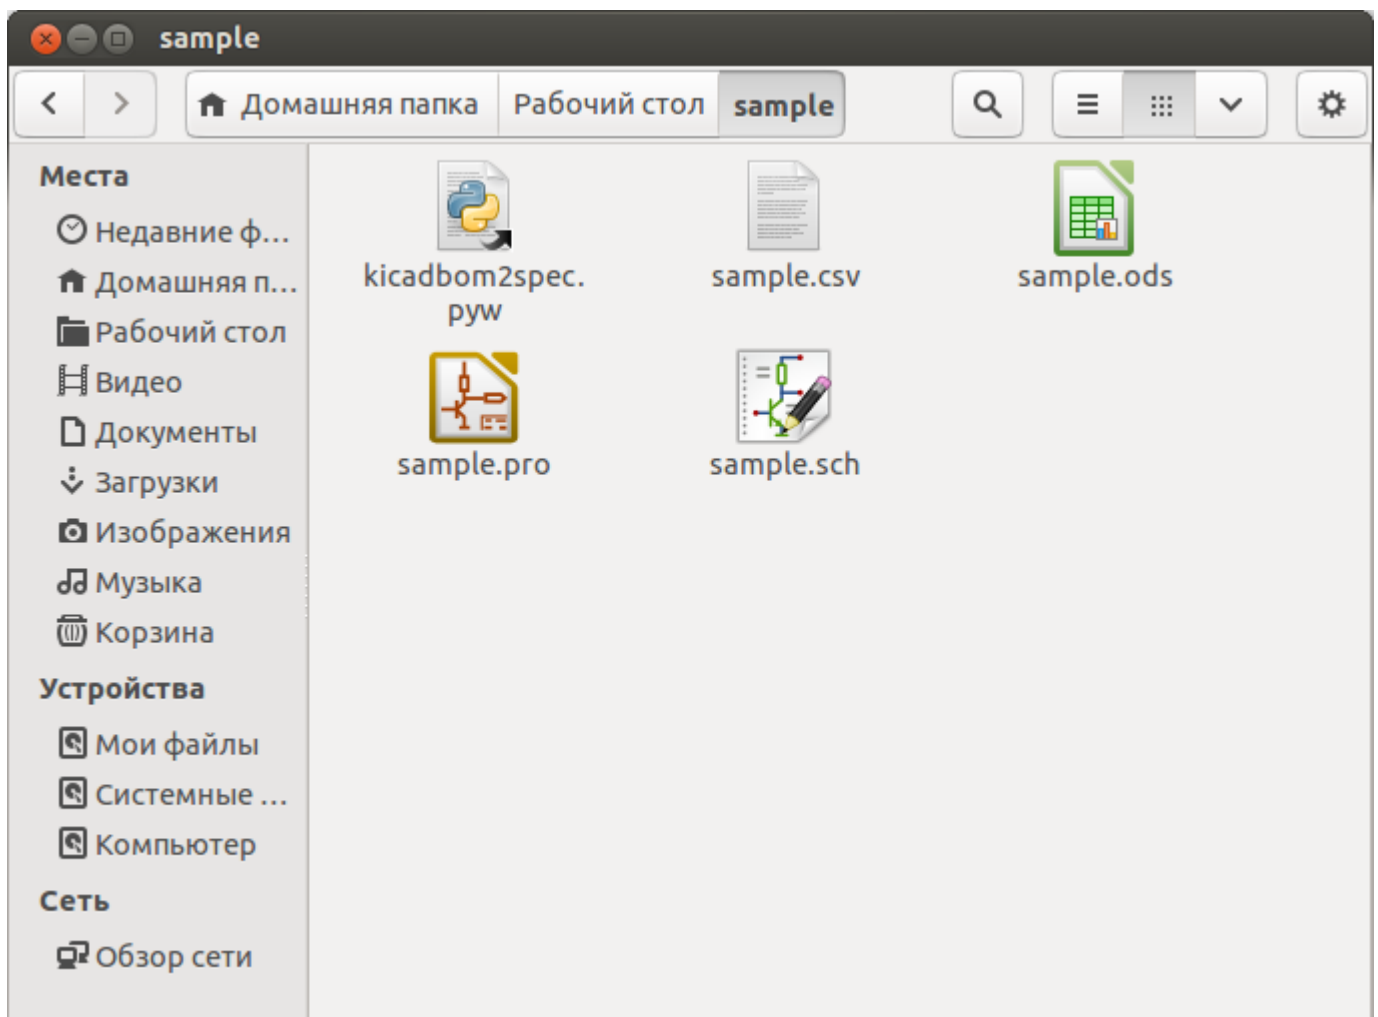 sample
Домашняя папка Рабочий стол sample
Места
Недавние ф...
Домашняя п...
Рабочий стол
Видео
Документы
Загрузки
Изображения
Музыка
Корзина
Устройства
Мои файлы
Системные ...
Компьютер
Сеть
Обзор сети
kicadbom2spec.
pyw
sample.csv
sample.ods
sample.pro
sample.sch